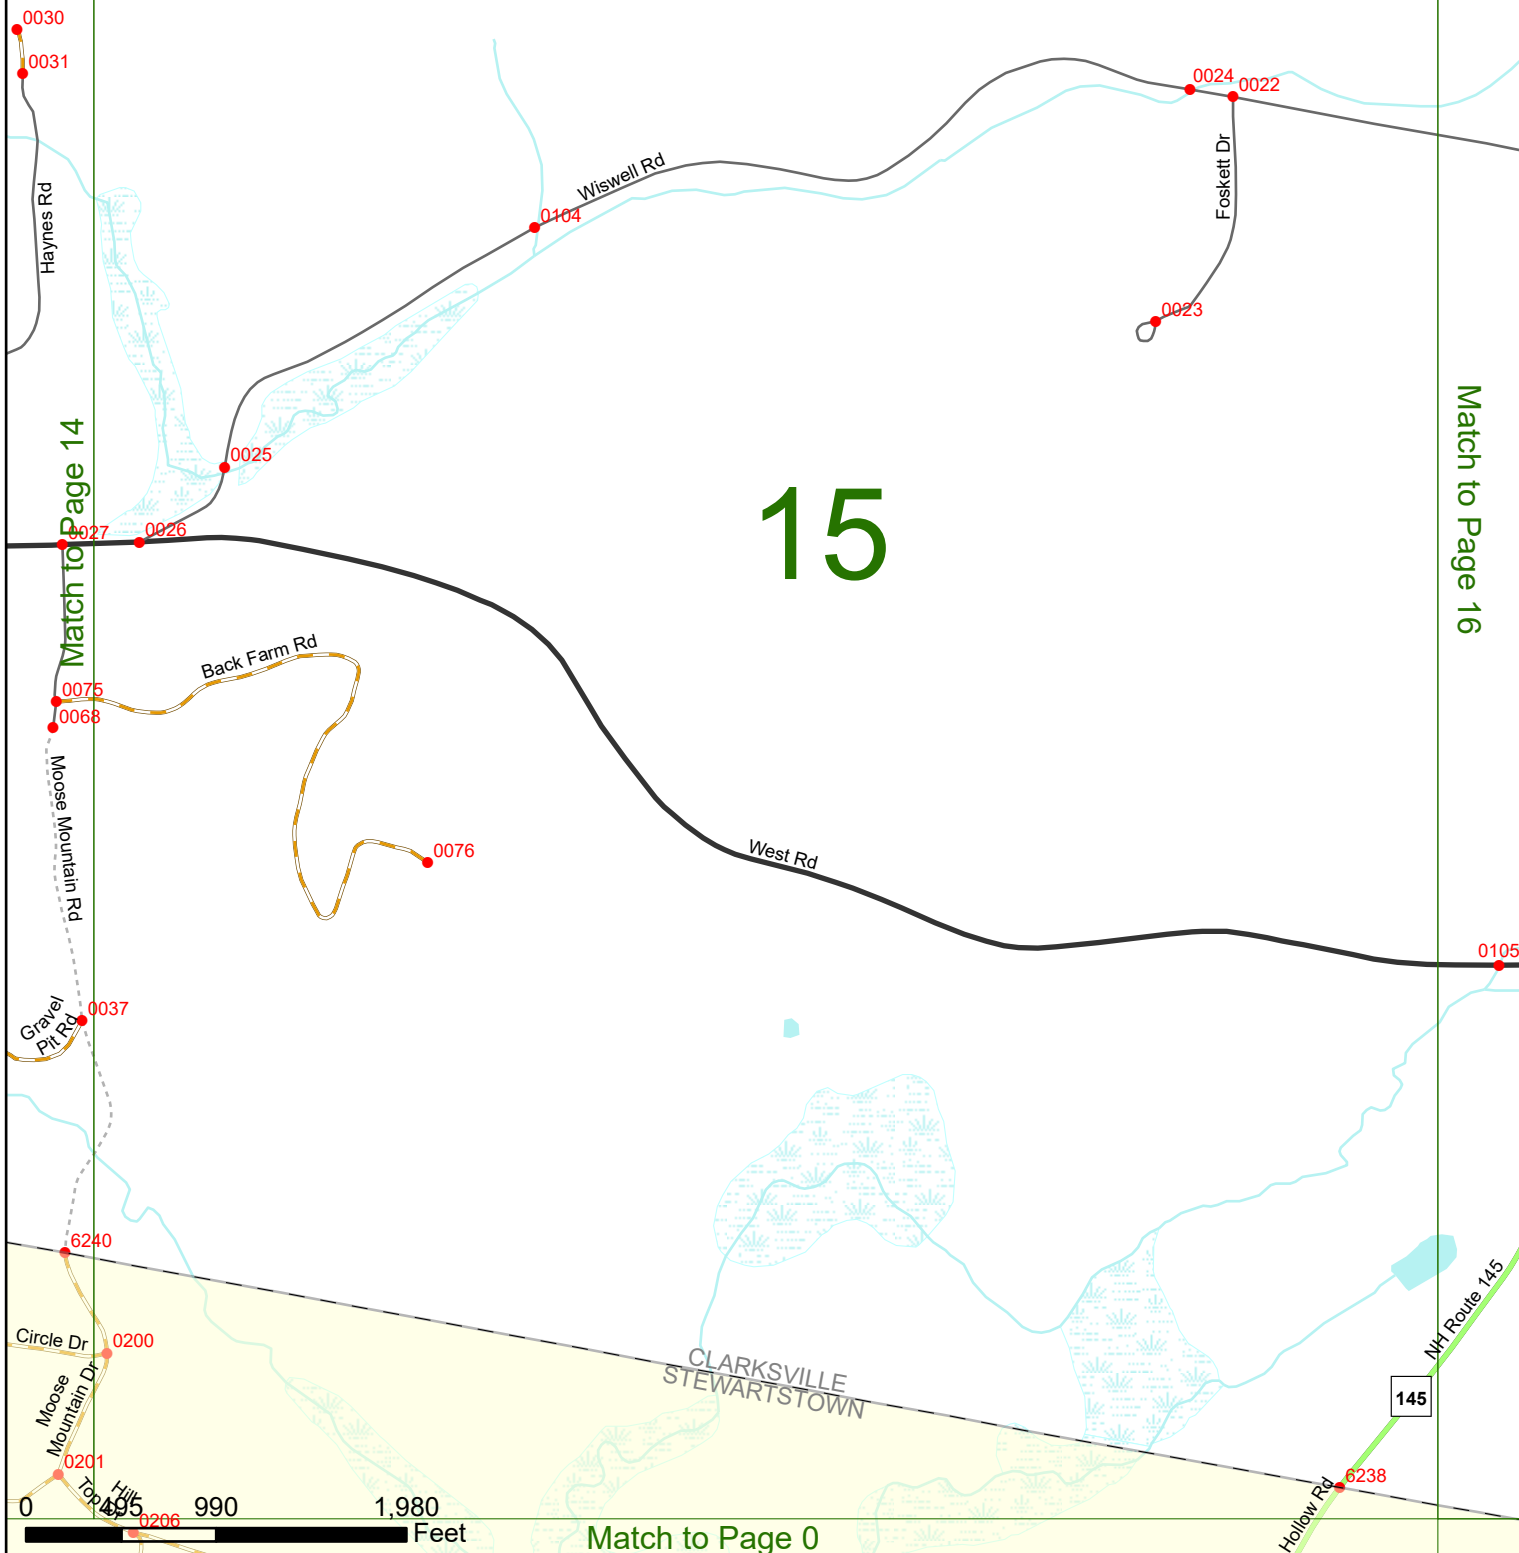 0030
0031
0024
0022
Wiswell Rd
Foskett Dr
Haynes Rd
0104
0023
Match to Page 14
Match to Page 16
0025
15
0027
0026
Back Farm Rd
0075
0068
Moose Mountain Rd
0076
West Rd
0105
Gravel
Pit Rd
0037
6240
NH Route 145
Circle Dr
0200
CLARKSVILLE
STEWARTSTOWN
145
Moose
Mountain Dr
0201
6238
Hill
Top
Hollow Rd
0206
0 495 990 1,980
Feet
Match to Page 0